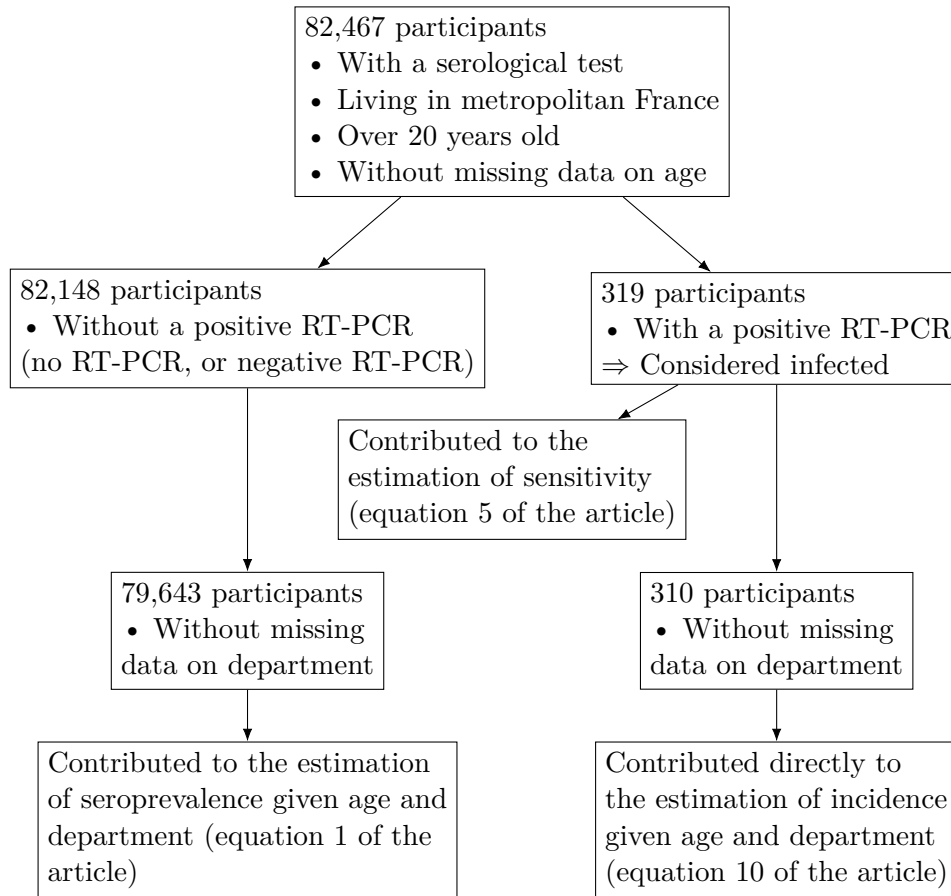 82,467 participants
• With a serological test
• Living in metropolitan France
• Over 20 years old
• Without missing data on age
82,148 participants
• Without a positive RT-PCR
(no RT-PCR, or negative RT-PCR)
319 participants
• With a positive RT-PCR
⇒ Considered infected
Contributed to the
estimation of sensitivity
(equation 5 of the article)
79,643 participants
• Without missing
data on department
310 participants
• Without missing
data on department
Contributed to the estimation
of seroprevalence given age and
department (equation 1 of the
article)
Contributed directly to
the estimation of incidence
given age and department
(equation 10 of the article)